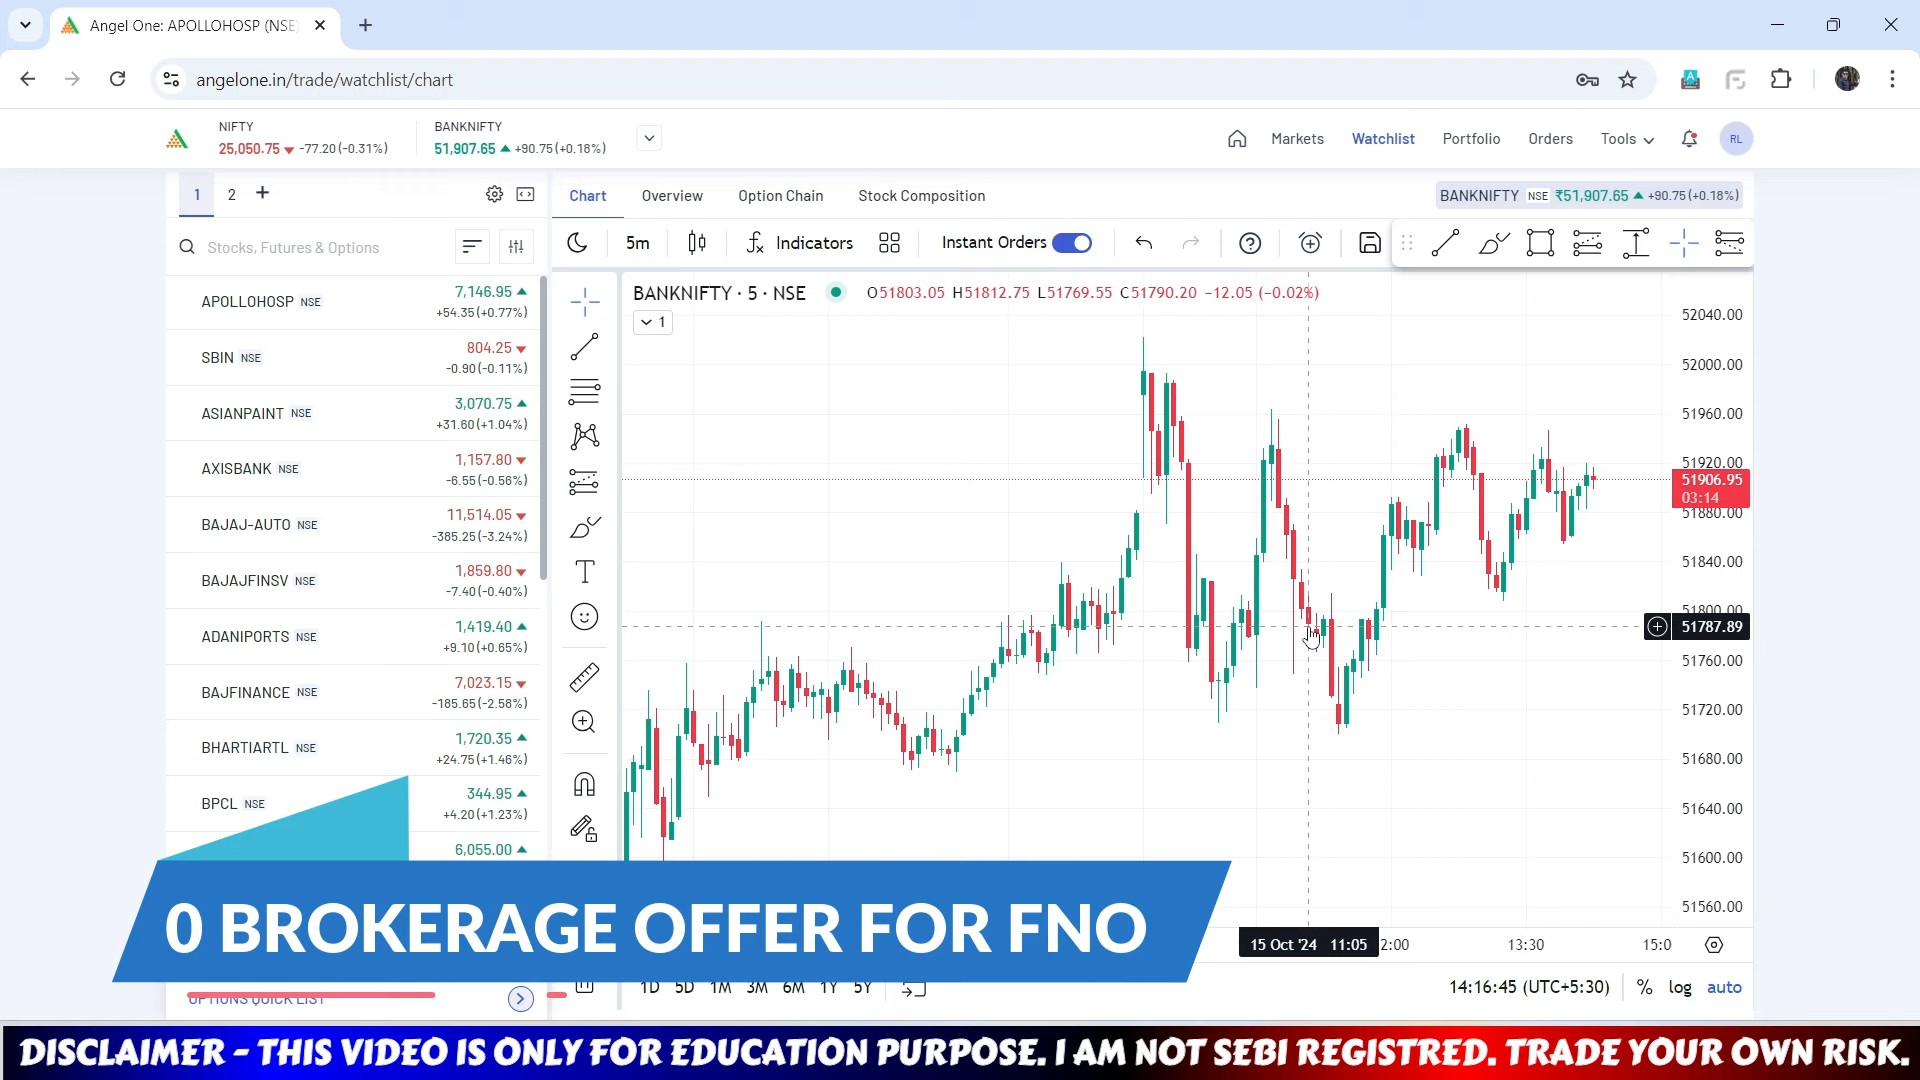 Angel One: APOLLOHOSP (NSE)
angelone.in/trade/watchlist/chart
NIFTY
25,050.75 -77.20 (-0.31%)
BANKNIFTY
51,907.65 +90.75 (+0.18%)
Markets Watchlist Portfolio Orders Tools RL
1 2 +
Chart Overview Option Chain Stock Composition
BANKNIFTY NSE ₹51,907.65 +90.75 (+0.18%)
Stocks, Futures & Options
5m Indicators Instant Orders
BANKNIFTY · 5 · NSE O51803.05 H51812.75 L51769.55 C51790.20 -12.05 (-0.02%)
1
APOLLOHOSP NSE 7,146.95
+54.35 (+0.77%)
SBIN NSE 804.25
-0.90 (-0.11%)
ASIANPAINT NSE 3,070.75
+31.60 (+1.04%)
AXISBANK NSE 1,157.80
-6.55 (-0.56%)
BAJAJ-AUTO NSE 11,514.05
-385.25 (-3.24%)
BAJAJFINSV NSE 1,859.80
-7.40 (-0.40%)
ADANIPORTS NSE 1,419.40
+9.10 (+0.65%)
BAJFINANCE NSE 7,023.15
-185.65 (-2.58%)
BHARTIARTL NSE 1,720.35
+24.75 (+1.46%)
BPCL NSE 344.95
+4.20 (+1.23%)
6,055.00
52040.00
52000.00
51960.00
51920.00
51906.95
03:14
51880.00
51840.00
51800.00
51787.89
51760.00
51720.00
51680.00
51640.00
51600.00
51560.00
15 Oct '24 11:05 2:00 13:30 15:0
0 BROKERAGE OFFER FOR FNO
OPTIONS QUICK LIST
1D 5D 1M 3M 6M 1Y 5Y
14:16:45 (UTC+5:30) % log auto
DISCLAIMER - THIS VIDEO IS ONLY FOR EDUCATION PURPOSE. I AM NOT SEBI REGISTRED. TRADE YOUR OWN RISK.